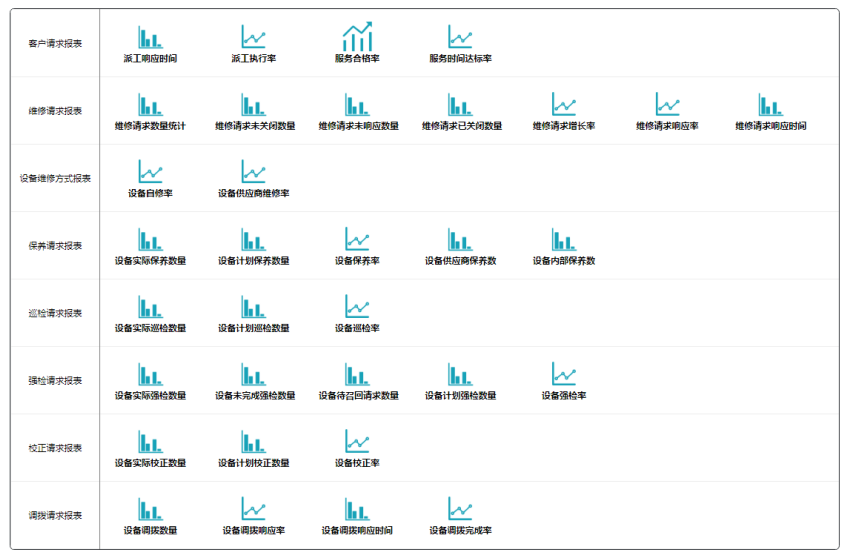 客户请求报表
派工响应时间 派工执行率 服务合格率 服务时间达标率
维修请求报表
维修请求数量统计 维修请求未关闭数量 维修请求未响应数量 维修请求已关闭数量 维修请求增长率 维修请求响应率 维修请求响应时间
设备维修方式报表
设备自修率 设备供应商维修率
保养请求报表
设备实际保养数量 设备计划保养数量 设备保养率 设备供应商保养数 设备内部保养数
巡检请求报表
设备实际巡检数量 设备计划巡检数量 设备巡检率
强检请求报表
设备实际强检数量 设备未完成强检数量 设备待召回请求数量 设备计划强检数量 设备强检率
校正请求报表
设备实际校正数量 设备计划校正数量 设备校正率
调拨请求报表
设备调拨数量 设备调拨响应率 设备调拨响应时间 设备调拨完成率